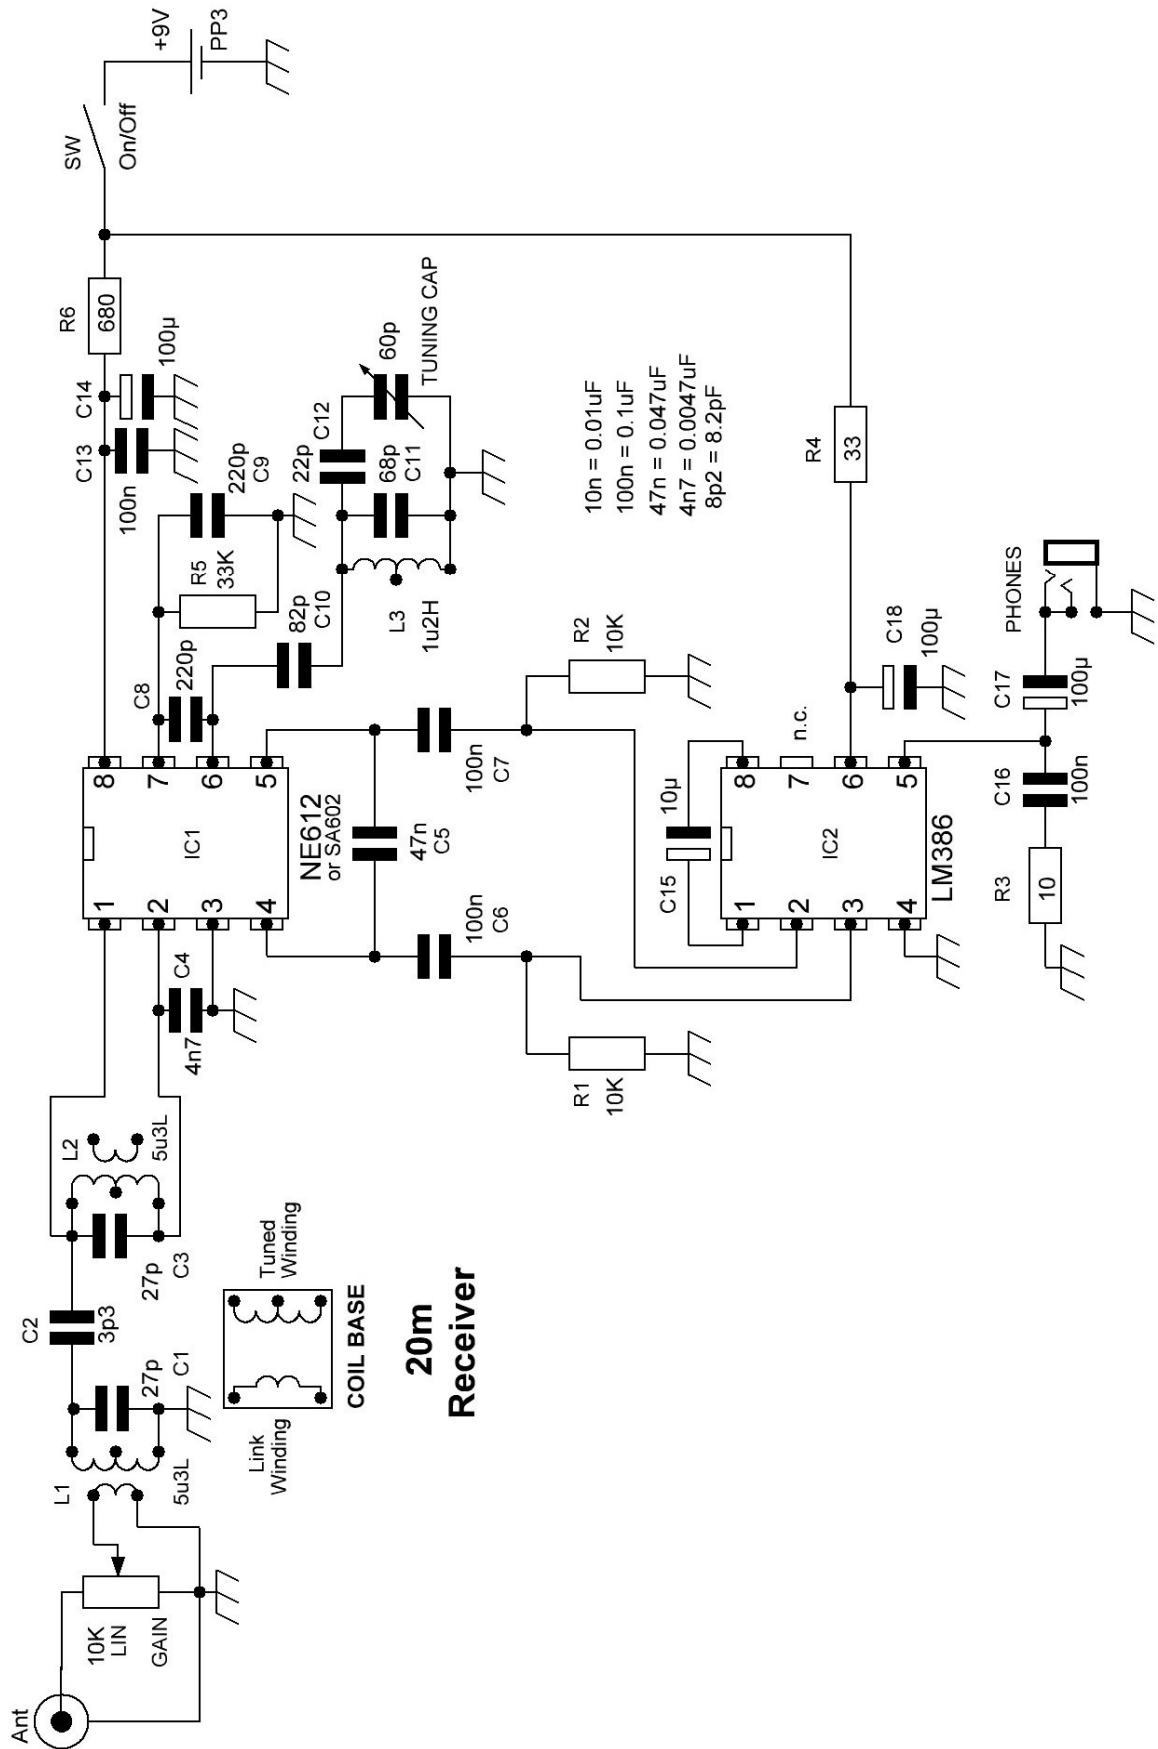 Ant
10K
LIN
GAIN
L1
5u3L
27p
C1
C2
3p3
27p
C3
L2
5u3L
4n7
C4
Link
Winding
Tuned
Winding
COIL BASE
20m
Receiver
1
2
3
4
8
7
6
5
IC1
NE612
or SA602
C8
220p
R5
33K
220p
C9
C13
100n
C14
100µ
R6
680
SW
On/Off
+9V
PP3
82p
C10
L3
1u2H
22p
C12
68p
C11
60p
TUNING CAP
47n
C5
100n
C6
100n
C7
R1
10K
R2
10K
10n = 0.01uF
100n = 0.1uF
47n = 0.047uF
4n7 = 0.0047uF
8p2 = 8.2pF
C15
10µ
1
2
3
4
8
7
6
5
IC2
LM386
n.c.
R4
33
C18
100µ
R3
10
C16
100n
C17
100µ
PHONES